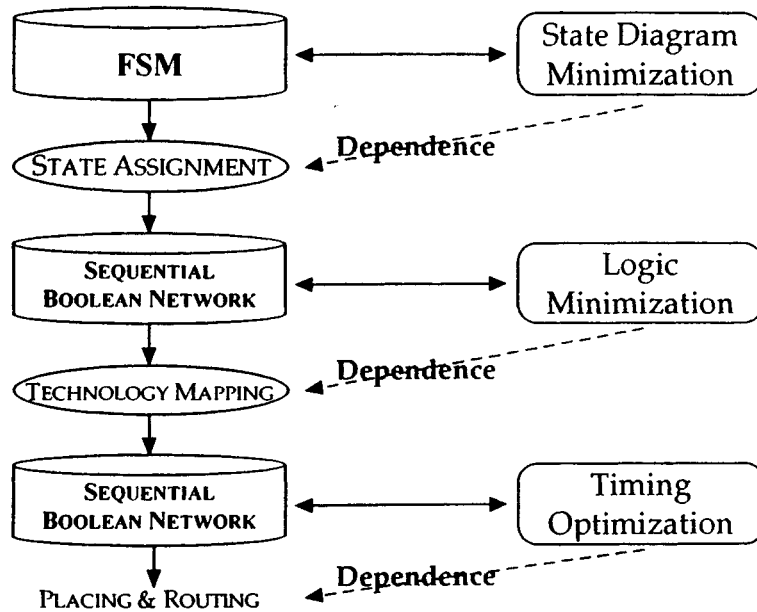 FSM
State Diagram
Minimization
Dependence
STATE ASSIGNMENT
SEQUENTIAL
BOOLEAN NETWORK
Logic
Minimization
Dependence
TECHNOLOGY MAPPING
SEQUENTIAL
BOOLEAN NETWORK
Timing
Optimization
Dependence
PLACING & ROUTING